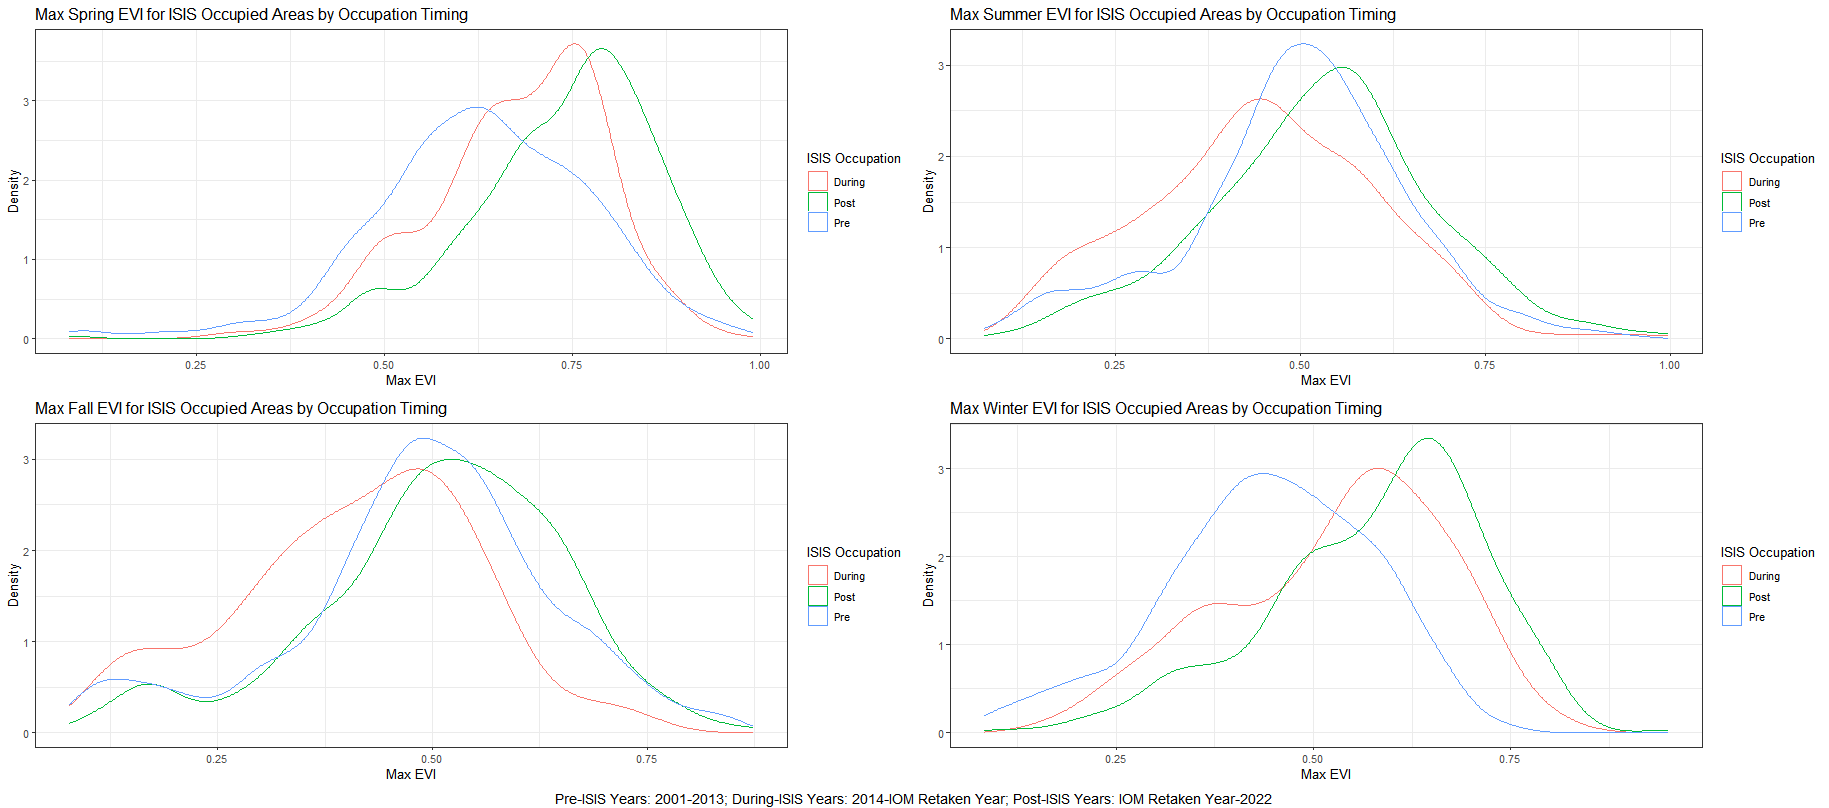 Max Spring EVI for ISIS Occupied Areas by Occupation Timing
Density
3
2
1
0
0.25
0.50
0.75
1.00
Max EVI
ISIS Occupation
During
Post
Pre
Max Summer EVI for ISIS Occupied Areas by Occupation Timing
Density
3
2
1
0
0.25
0.50
0.75
1.00
Max EVI
ISIS Occupation
During
Post
Pre
Max Fall EVI for ISIS Occupied Areas by Occupation Timing
Density
3
2
1
0
0.25
0.50
0.75
Max EVI
ISIS Occupation
During
Post
Pre
Max Winter EVI for ISIS Occupied Areas by Occupation Timing
Density
3
2
1
0
0.25
0.50
0.75
Max EVI
ISIS Occupation
During
Post
Pre
Pre-ISIS Years: 2001-2013; During-ISIS Years: 2014-IOM Retaken Year; Post-ISIS Years: IOM Retaken Year-2022